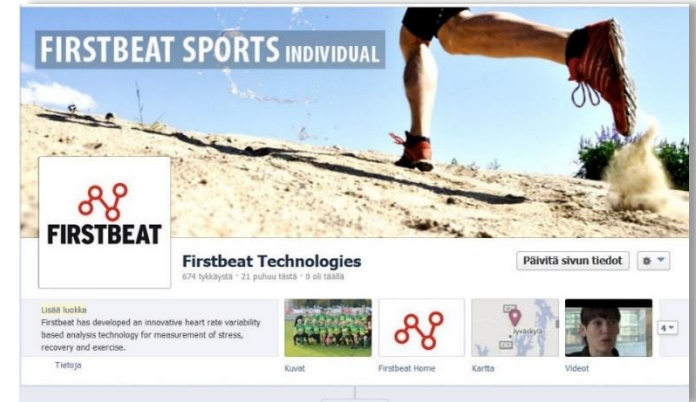 FIRSTBEAT SPORTS INDIVIDUAL
FIRSTBEAT
Firstbeat Technologies
674 tykkäystä · 21 puhuu tästä · 0 oli täällä
Päivitä sivun tiedot
Lisää luokka
Firstbeat has developed an innovative heart rate variability
based analysis technology for measurement of stress,
recovery and exercise.
Tietoja
Kuvat
Firstbeat Home
Jyväskylä
Kartta
Videot
4